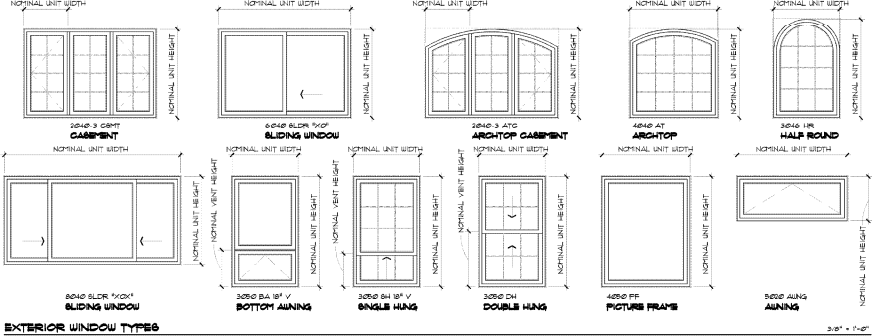 NOMINAL UNIT WIDTH
NOMINAL UNIT HEIGHT
2040-3 CSMT
CASEMENT
NOMINAL UNIT WIDTH
NOMINAL UNIT HEIGHT
6040 SLDR "XO"
SLIDING WINDOW
NOMINAL UNIT WIDTH
NOMINAL UNIT HEIGHT
2040-3 ATC
ARCHTOP CASEMENT
NOMINAL UNIT WIDTH
NOMINAL UNIT HEIGHT
4040 AT
ARCHTOP
NOMINAL UNIT WIDTH
NOMINAL UNIT HEIGHT
3046 HR
HALF ROUND
NOMINAL UNIT WIDTH
NOMINAL UNIT HEIGHT
8040 SLDR "XOX"
SLIDING WINDOW
NOMINAL UNIT WIDTH
NOMINAL VENT HEIGHT
NOMINAL UNIT HEIGHT
3050 BA 18" V
BOTTOM AWNING
NOMINAL UNIT WIDTH
NOMINAL VENT HEIGHT
NOMINAL UNIT HEIGHT
3050 SH 18" V
SINGLE HUNG
NOMINAL UNIT WIDTH
NOMINAL VENT HEIGHT
NOMINAL UNIT HEIGHT
3050 DH
DOUBLE HUNG
NOMINAL UNIT WIDTH
NOMINAL UNIT HEIGHT
4050 PF
PICTURE FRAME
NOMINAL UNIT WIDTH
NOMINAL UNIT HEIGHT
5020 AWNG
AWNING
EXTERIOR WINDOW TYPES
3/8" = 1'-0"